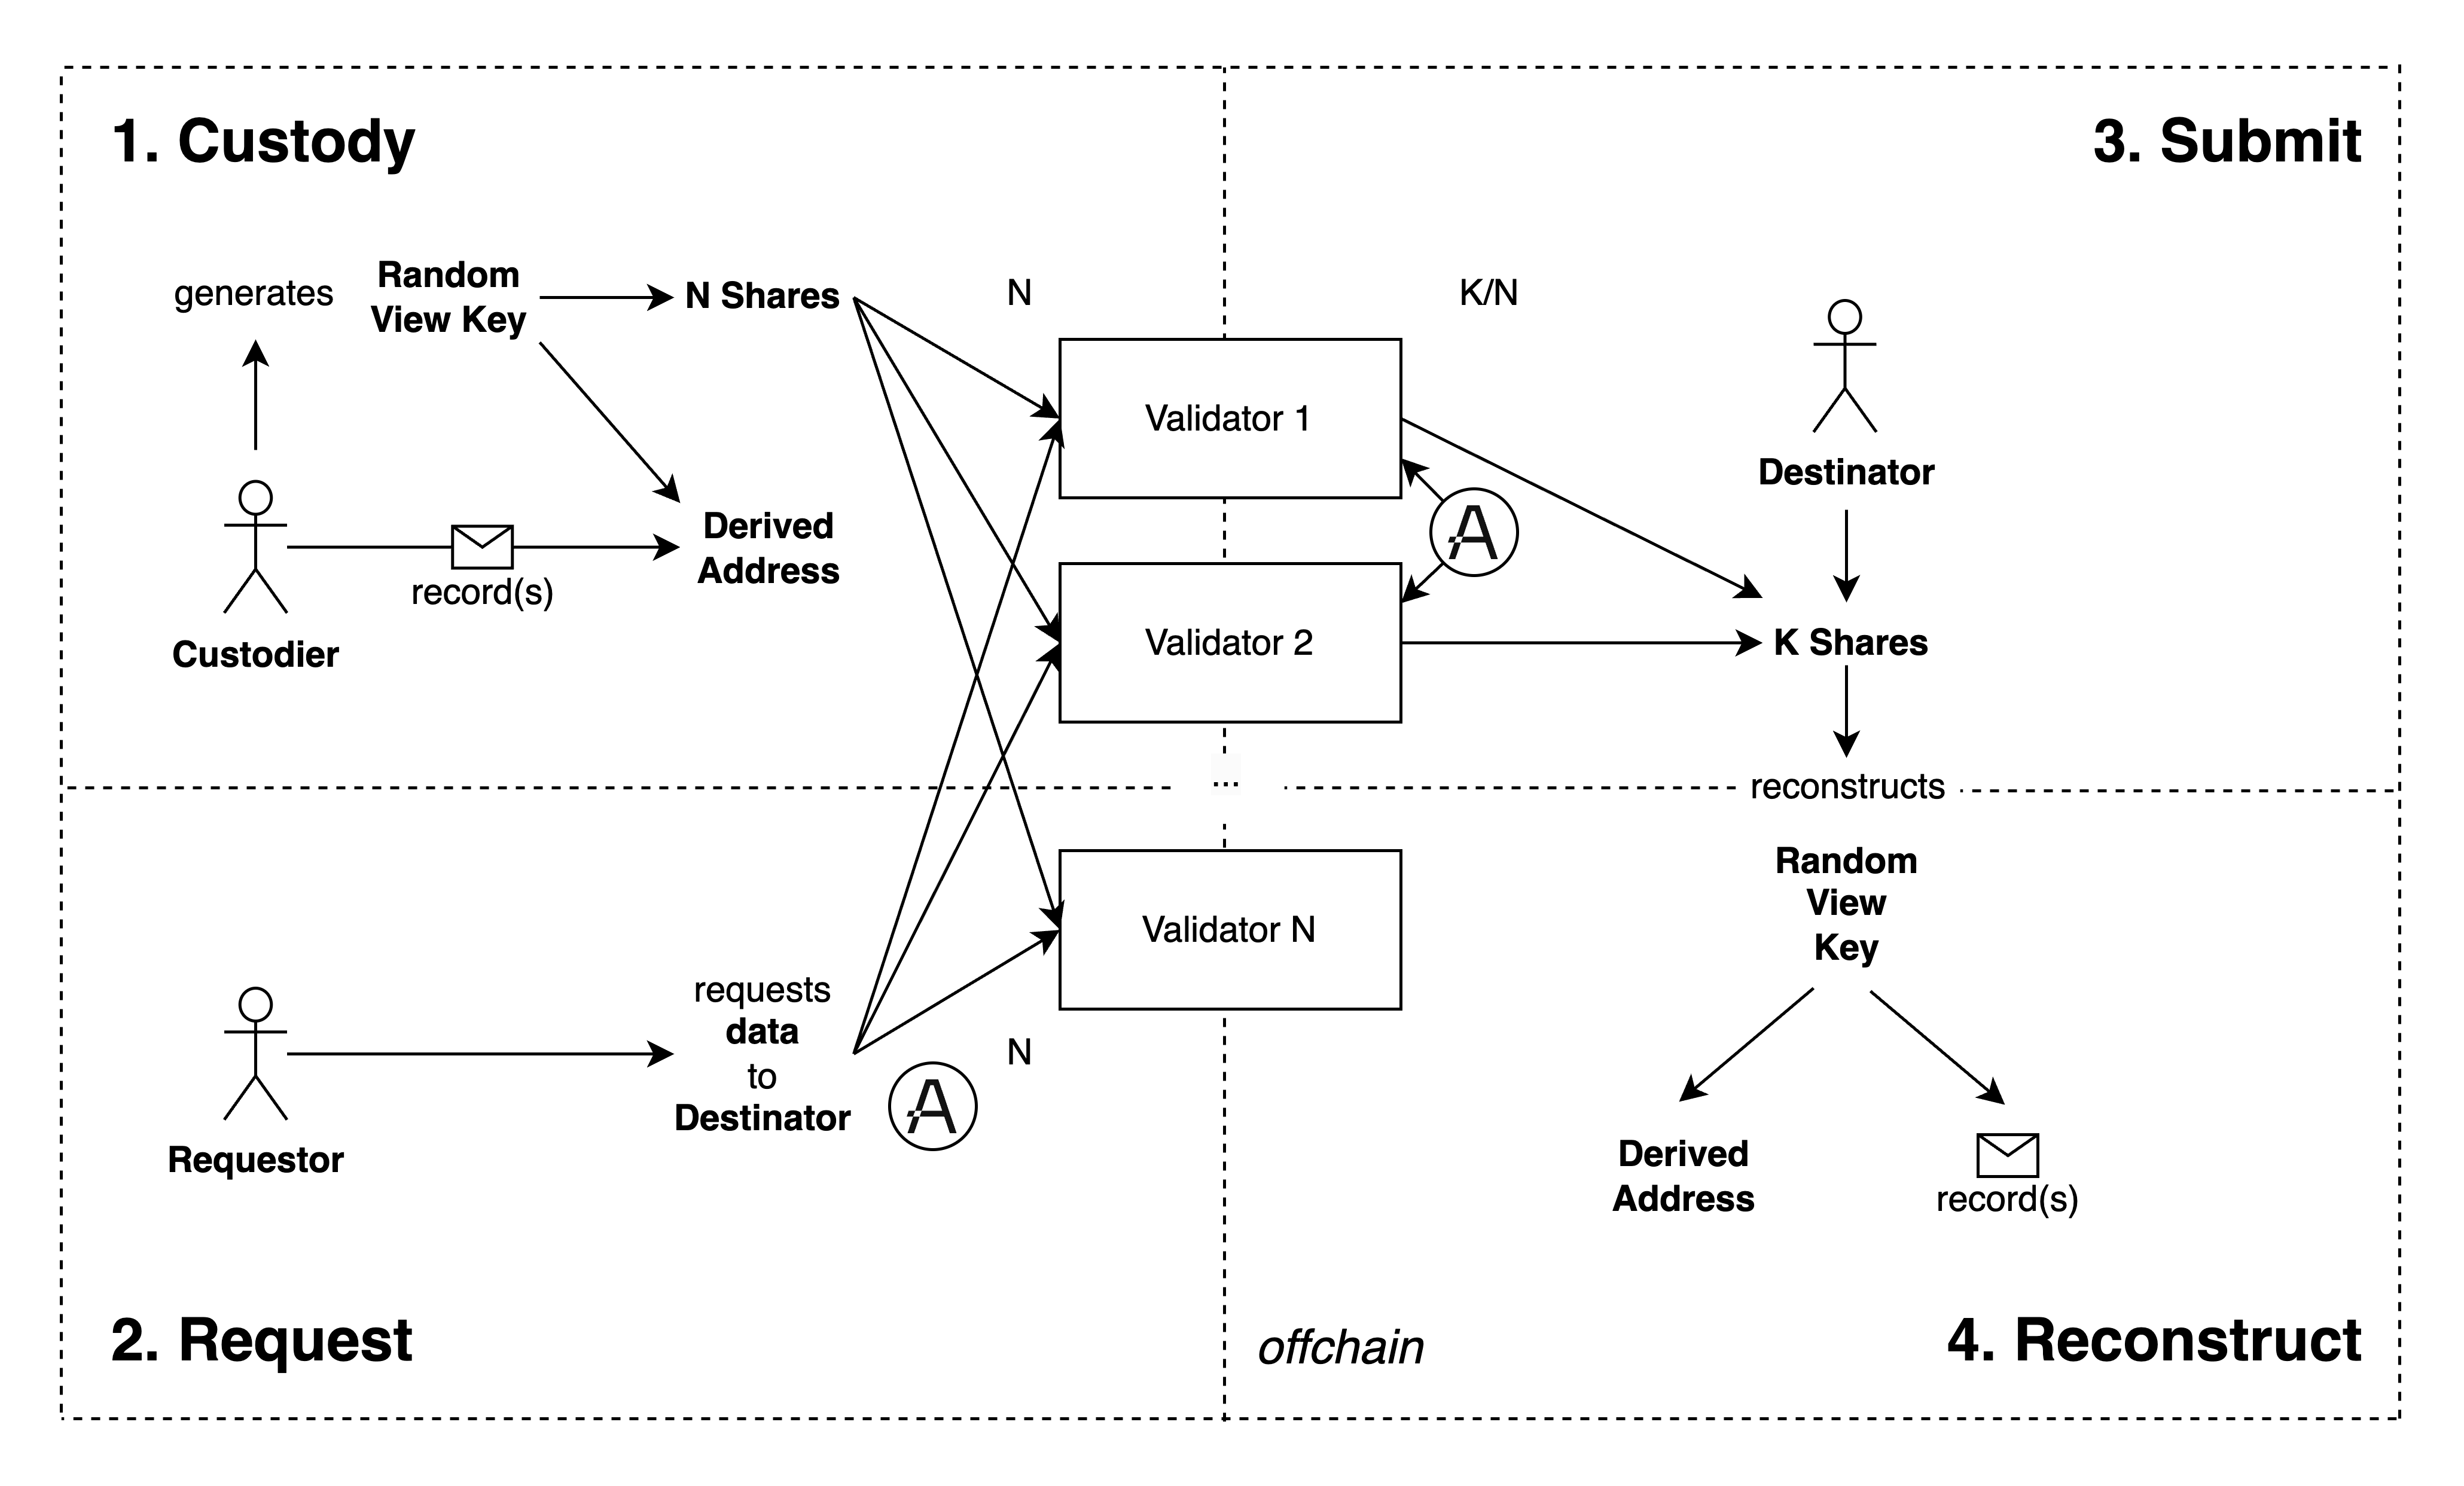 1. Custody
generates
Random
View Key
N Shares
N
Derived
Address
record(s)
Custodier
3. Submit
K/N
Validator 1
Destinator
A
Validator 2
K Shares
...
reconstructs
Validator N
Random
View
Key
requests
data
to
Destinator
A
N
Requestor
Derived
Address
record(s)
2. Request
offchain
4. Reconstruct